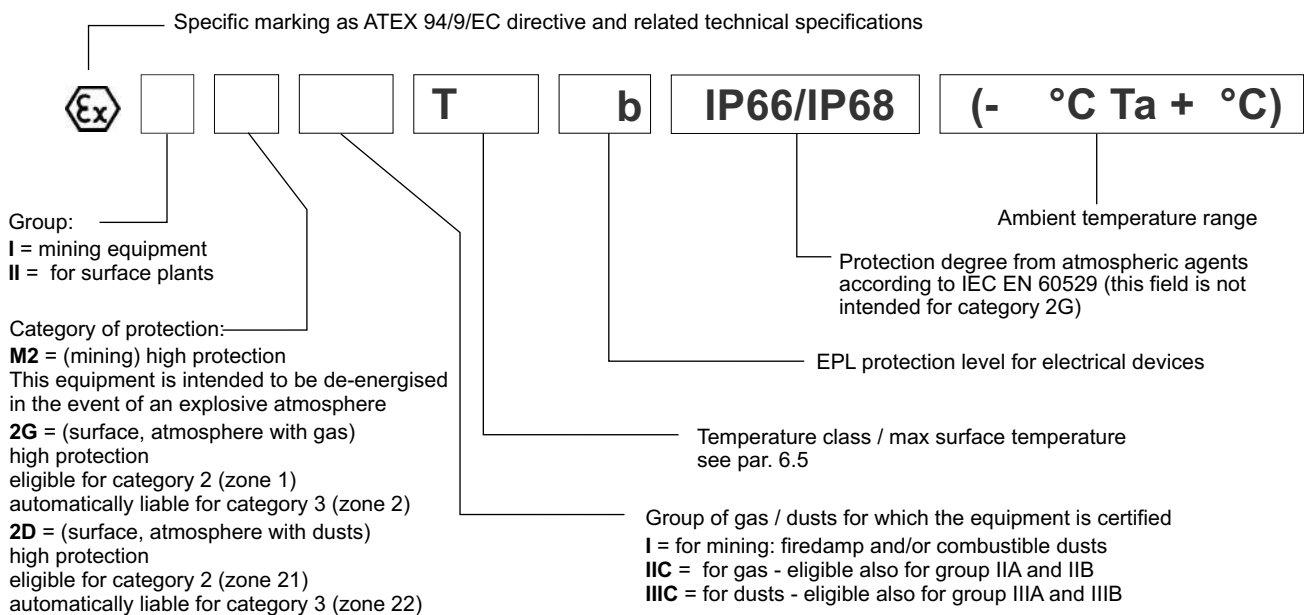 Specific marking as ATEX 94/9/EC directive and related technical specifications
Ex T b IP66/IP68 (- °C Ta + °C)
Group:
I = mining equipment
II = for surface plants
Ambient temperature range
Protection degree from atmospheric agents
according to IEC EN 60529 (this field is not
intended for category 2G)
Category of protection:
M2 = (mining) high protection
This equipment is intended to be de-energised
in the event of an explosive atmosphere
2G = (surface, atmosphere with gas)
high protection
eligible for category 2 (zone 1)
automatically liable for category 3 (zone 2)
2D = (surface, atmosphere with dusts)
high protection
eligible for category 2 (zone 21)
automatically liable for category 3 (zone 22)
EPL protection level for electrical devices
Temperature class / max surface temperature
see par. 6.5
Group of gas / dusts for which the equipment is certified
I = for mining: firedamp and/or combustible dusts
IIC = for gas - eligible also for group IIA and IIB
IIIC = for dusts - eligible also for group IIIA and IIIB